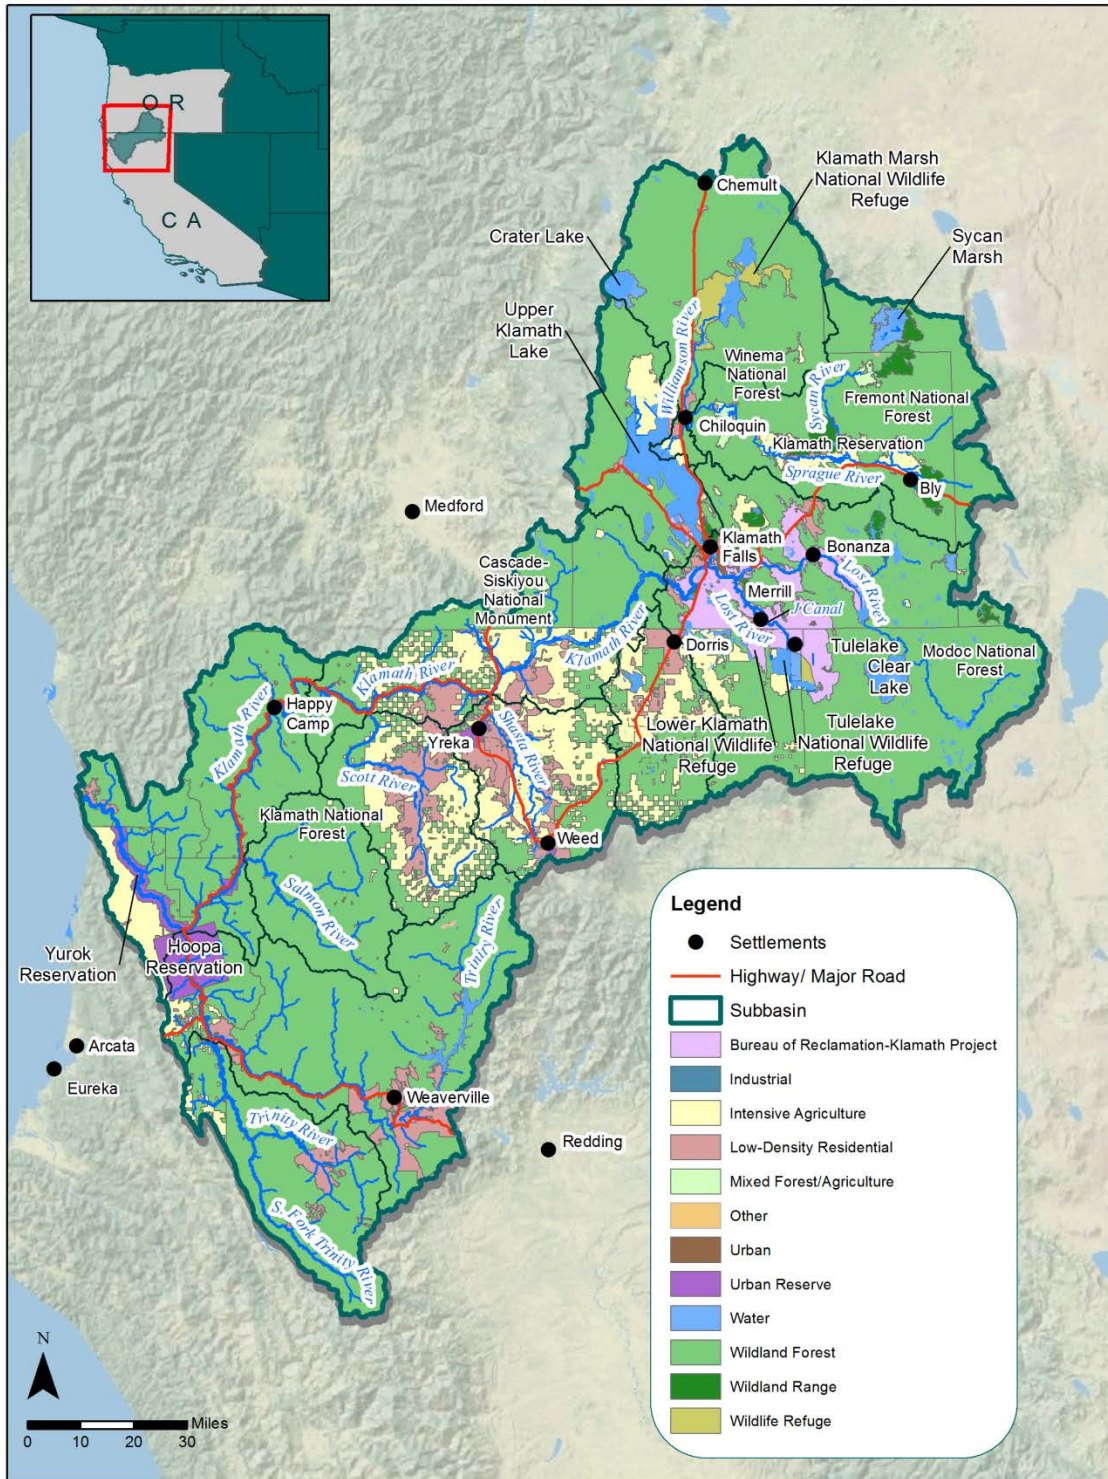 O R
C A
Chemult
Klamath Marsh
National Wildlife
Refuge
Crater Lake
Sycan
Marsh
Upper
Klamath
Lake
Williamson River
Winema
National
Forest
Sycan River
Fremont National
Forest
Chiloquin
Klamath Reservation
Sprague River
Bly
Medford
Klamath
Falls
Bonanza
Cascade-
Siskiyou
National
Monument
Merrill
Lost River
J Canal
Lost River
Klamath River
Dorris
Tulelake
Clear
Lake
Modoc National
Forest
Klamath River
Happy
Camp
Klamath River
Yreka
Shasta River
Lower Klamath
National Wildlife
Refuge
Tulelake
National Wildlife
Refuge
Scott River
Klamath National
Forest
Weed
Salmon River
Trinity River
Yurok
Reservation
Hoopa
Reservation
Arcata
Eureka
Weaverville
Trinity River
Redding
S. Fork Trinity River
Legend
Settlements
Highway/ Major Road
Subbasin
Bureau of Reclamation-Klamath Project
Industrial
Intensive Agriculture
Low-Density Residential
Mixed Forest/Agriculture
Other
Urban
Urban Reserve
Water
Wildland Forest
Wildland Range
Wildlife Refuge
N
Miles
0 10 20 30